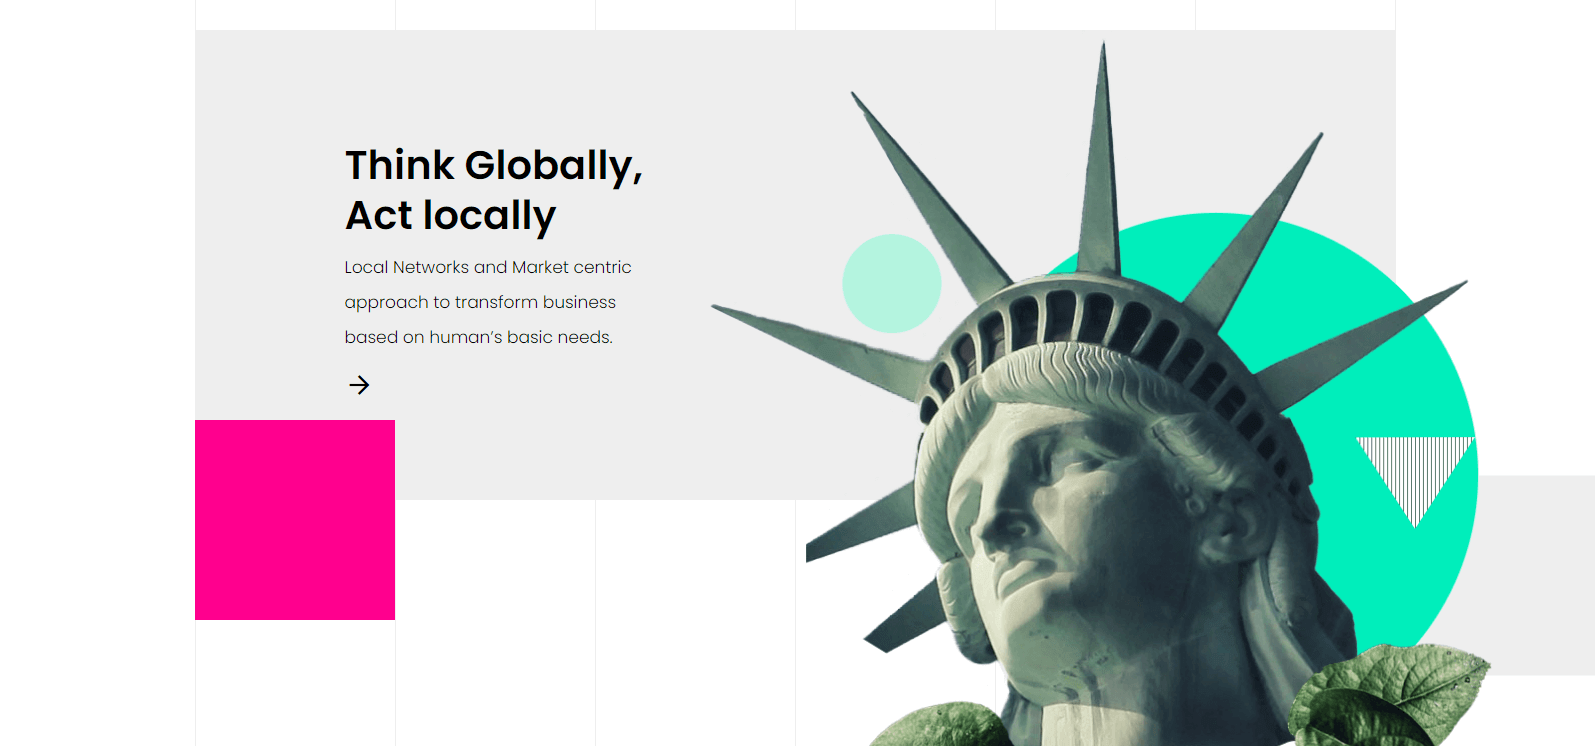 Think Globally,
Act locally
Local Networks and Market centric
approach to transform business
based on human's basic needs.